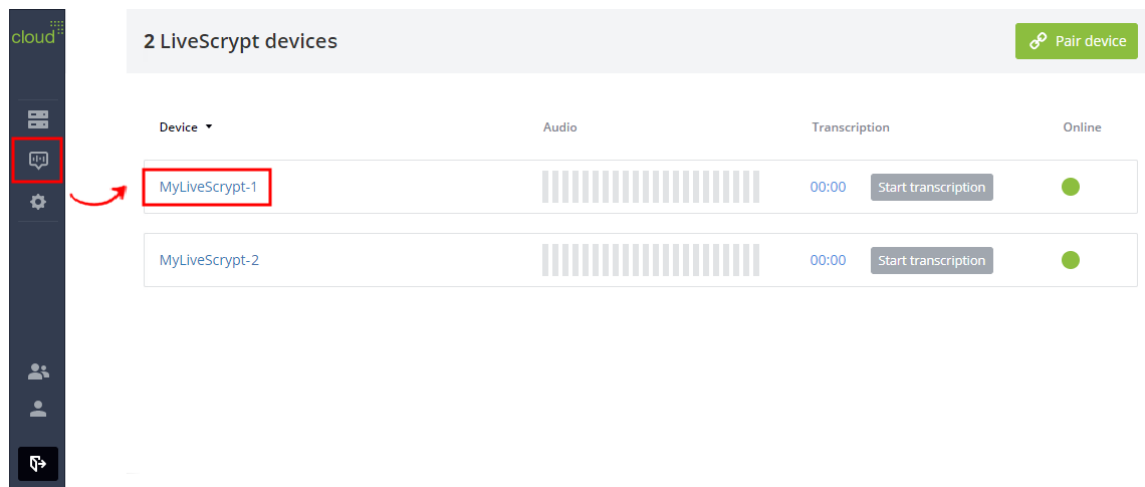 cloud
2 LiveScrypt devices
Pair device
Device Audio Transcription Online
MyLiveScrypt-1 00:00 Start transcription
MyLiveScrypt-2 00:00 Start transcription